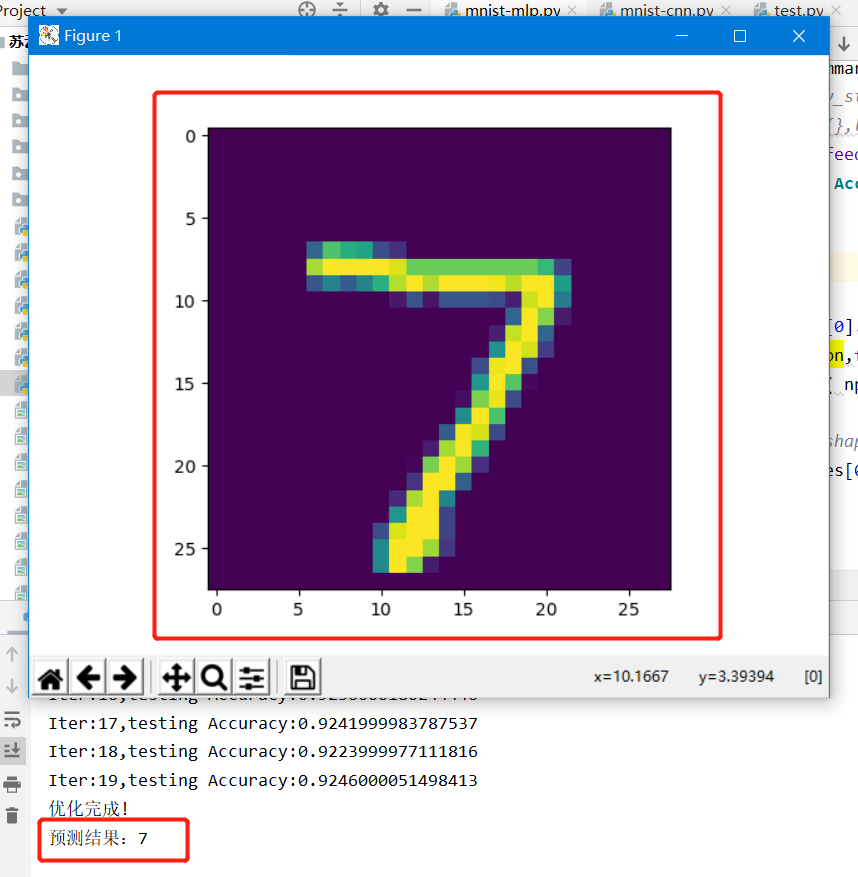 Project
mnist-mlp.py
mnist-cnn.py
test.py
Figure 1
0
5
10
15
20
25
0
5
10
15
20
25
x=10.1667 y=3.39394 [0]
Iter:17,testing Accuracy:0.9241999983787537
Iter:18,testing Accuracy:0.9223999977111816
Iter:19,testing Accuracy:0.9246000051498413
优化完成!
预测结果: 7